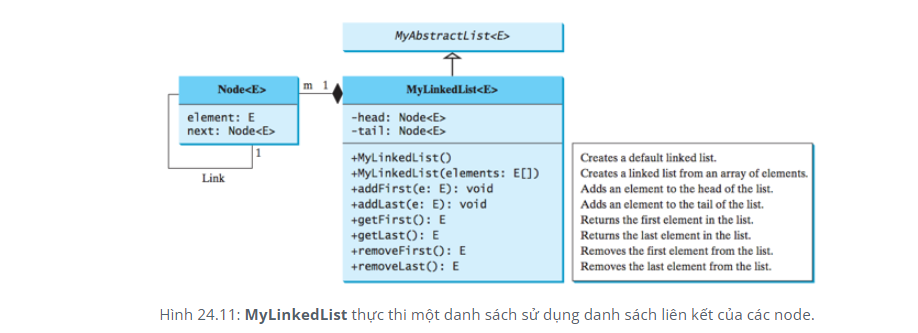 MyAbstractList<E>
Node<E>
element: E
next: Node<E>
1
Link
m 1
MyLinkedList<E>
-head: Node<E>
-tail: Node<E>
+MyLinkedList()
+MyLinkedList(elements: E[])
+addFirst(e: E): void
+addLast(e: E): void
+getFirst(): E
+getLast(): E
+removeFirst(): E
+removeLast(): E
Creates a default linked list.
Creates a linked list from an array of elements.
Adds an element to the head of the list.
Adds an element to the tail of the list.
Returns the first element in the list.
Returns the last element in the list.
Removes the first element from the list.
Removes the last element from the list.
Hình 24.11: MyLinkedList thực thi một danh sách sử dụng danh sách liên kết của các node.